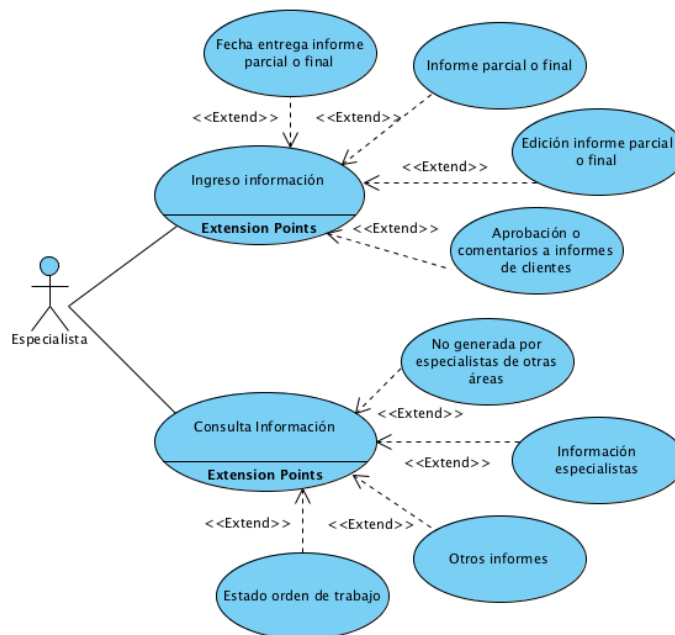 Fecha entrega informe
parcial o final
Informe parcial o final
<<Extend>>
<<Extend>>
Edición informe parcial
o final
<<Extend>>
Ingreso información
Extension Points
<<Extend>>
Aprobación o
comentarios a informes
de clientes
Especialista
No generada por
especialistas de otras
áreas
<<Extend>>
Consulta Información
Extension Points
<<Extend>>
Información
especialistas
<<Extend>>
<<Extend>>
Otros informes
Estado orden de trabajo